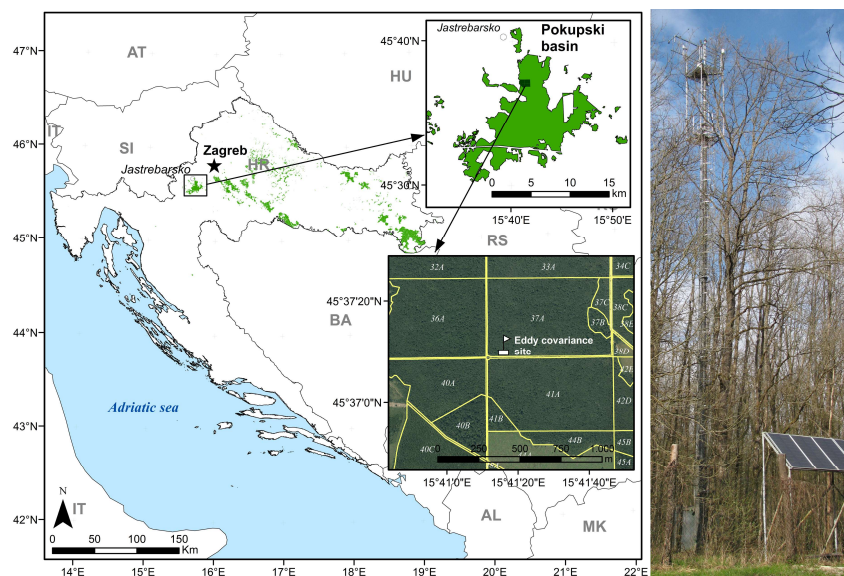 47°N
46°N
45°N
44°N
43°N
42°N
14°E
15°E
16°E
17°E
18°E
19°E
20°E
21°E
22°E
AT
HU
IT
SI
Zagreb
HR
Jastrebarsko
RS
BA
Adriatic sea
N
IT
AL
MK
0 50 100 150
Km
Jastrebarsko
Pokupski
basin
45°40'
45°30'
0 5 10 15
km
15°40'
15°50'
32A
33A
34C
45°37'20"
36A
37A
37C
38C
37B
38E
Eddy covariance
site
38D
42B
40A
41A
42D
45°37'0"
40B
41B
44B
45B
40C
45A
0 250 500 1.000
m
15°41'0"
15°41'20"
15°41'40"